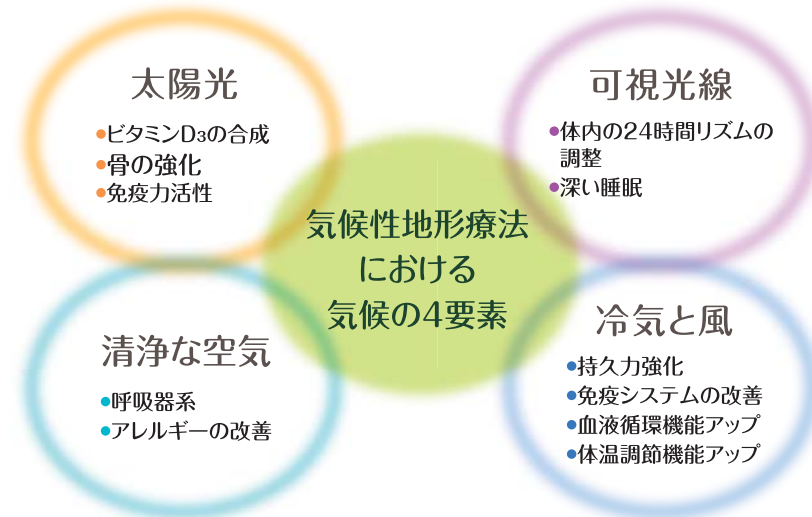 太陽光
•ビタミンD₃の合成
•骨の強化
•免疫力活性
可視光線
•体内の24時間リズムの
調整
•深い睡眠
気候性地形療法
における
気候の4要素
清浄な空気
•呼吸器系
•アレルギーの改善
冷気と風
•持久力強化
•免疫システムの改善
•血液循環機能アップ
•体温調節機能アップ